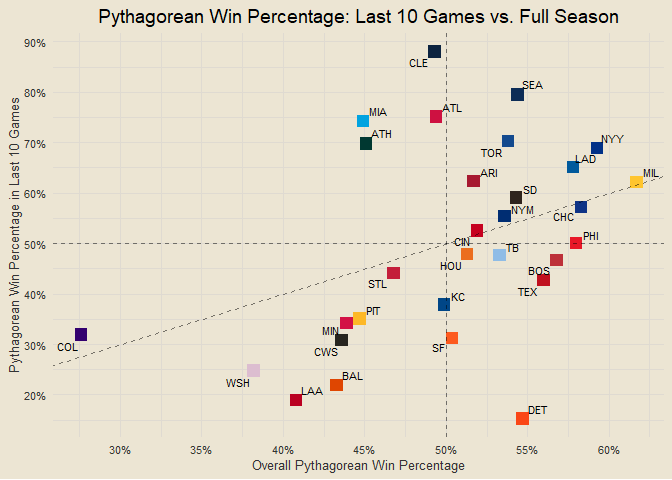 Pythagorean Win Percentage: Last 10 Games vs. Full Season
90%
CLE
SEA
80%
MIA
ATL
ATH
70%
TOR
NYY
LAD
ARI
MIL
60%
SD
NYM
CHC
CIN
PHI
50%
TB
HOU
BOS
STL
TEX
40%
KC
PIT
MIN
COL
CWS
SF
30%
WSH
BAL
LAA
20%
DET
30%
35%
40%
45%
50%
55%
60%
Overall Pythagorean Win Percentage
Pythagorean Win Percentage in Last 10 Games